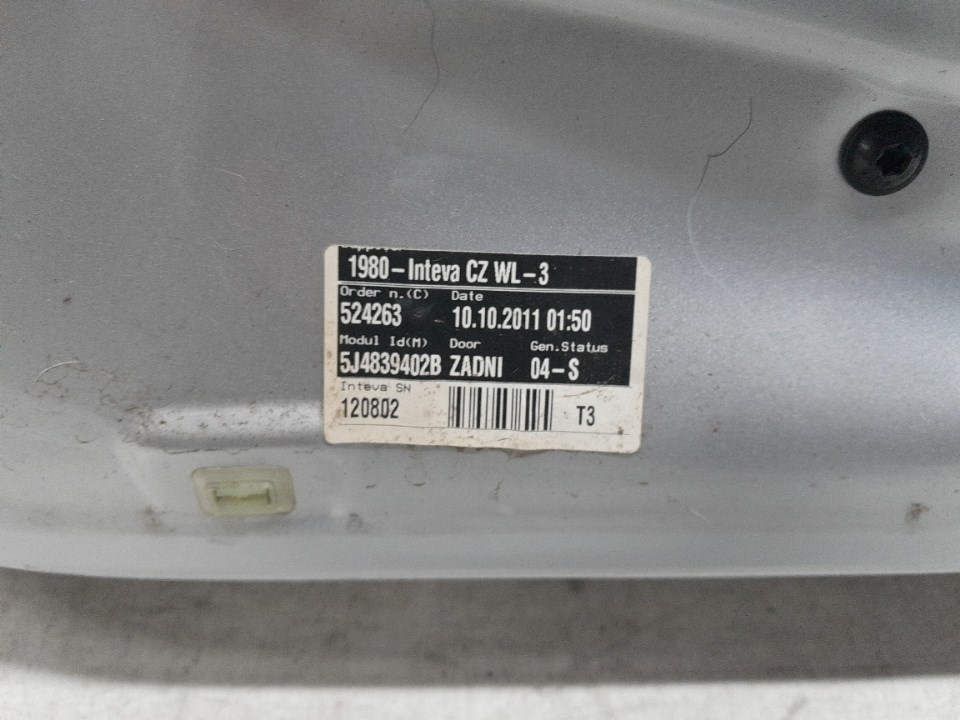 1980-Inteva CZ WL-3
Order n.(C) Date
524263 10.10.2011 01:50
Modul Id(M) Door Gen.Status
5J4839402B ZADNI 04-S
Inteva SN
120802 T3